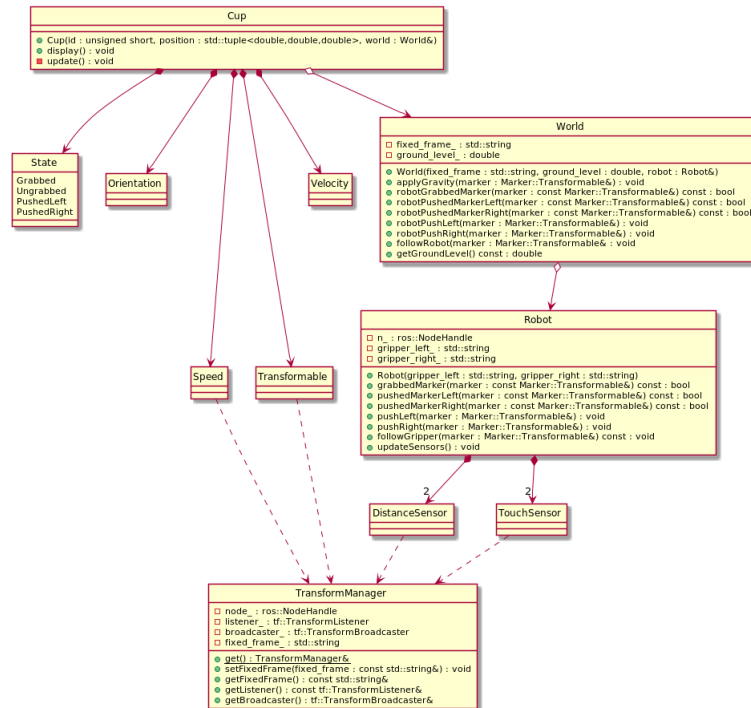 Cup
Cup(id : unsigned short, position : std::tuple<double,double,double>, world : World&)
display() : void
update() : void
World
fixed_frame_ : std::string
ground_level_ : double
World(fixed_frame : std::string, ground_level : double, robot : Robot&)
applyGravity(marker : Marker::Transformable&) : void
robotGrabbedMarker(marker : const Marker::Transformable&) const : bool
robotPushedMarkerLeft(marker : const Marker::Transformable&) const : bool
robotPushedMarkerRight(marker : const Marker::Transformable&) const : bool
robotPushLeft(marker : Marker::Transformable&) : void
robotPushRight(marker : Marker::Transformable&) : void
followRobot(marker : Marker::Transformable& : void
getGroundLevel() const : double
State
Grabbed
Ungrabbed
PushedLeft
PushedRight
Orientation
Velocity
Robot
n_ : ros::NodeHandle
gripper_left_ : std::string
gripper_right_ : std::string
Robot(gripper_left : std::string, gripper_right : std::string)
grabbedMarker(marker : const Marker::Transformable&) const : bool
pushedMarkerLeft(marker : const Marker::Transformable&) const : bool
pushedMarkerRight(marker : const Marker::Transformable&) const : bool
pushLeft(marker : Marker::Transformable&) : void
pushRight(marker : Marker::Transformable&) : void
followGripper(marker : Marker::Transformable&) const : void
updateSensors() : void
Speed
Transformable
2
2
DistanceSensor
TouchSensor
TransformManager
node_ : ros::NodeHandle
listener_ : tf::TransformListener
broadcaster_ : tf::TransformBroadcaster
fixed_frame_ : std::string
get() : TransformManager&
setFixedFrame(fixed_frame : const std::string&) : void
getFixedFrame() : const std::string&
getListener() : const tf::TransformListener&
getBroadcaster() : tf::TransformBroadcaster&